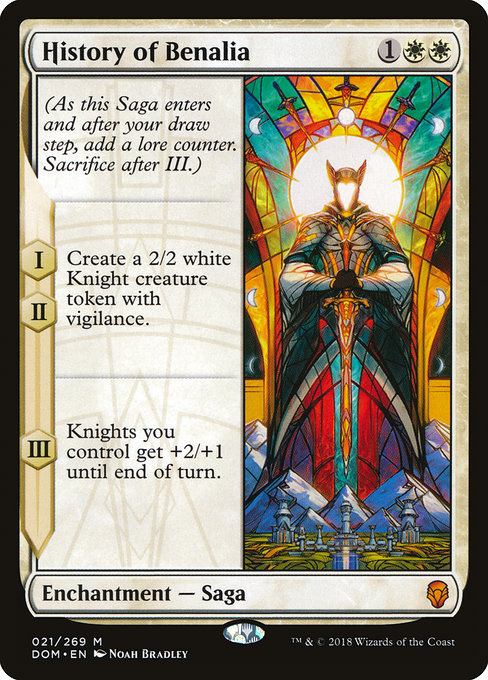 History of Benalia 1
(As this Saga enters
and after your draw
step, add a lore counter.
Sacrifice after III.)
I
II
Create a 2/2 white
Knight creature
token with
vigilance.
III
Knights you
control get +2/+1
until end of turn.
Enchantment — Saga
021/269 M
DOM • EN Noah Bradley
™ & © 2018 Wizards of the Coast